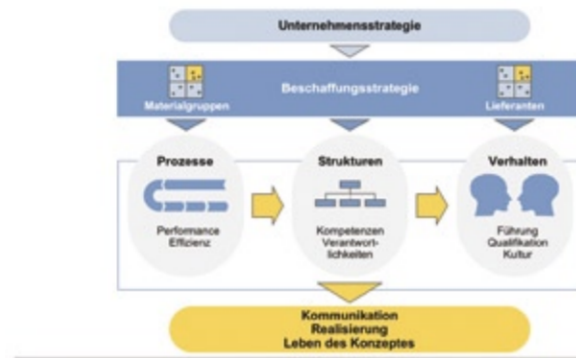 Unternehmensstrategie
Beschaffungsstrategie
Materialgruppen
Lieferanten
Prozesse
Performance
Effizienz
Strukturen
Kompetenzen
Verantwort-
lichkeiten
Verhalten
Führung
Qualifikation
Kultur
Kommunikation
Realisierung
Leben des Konzeptes